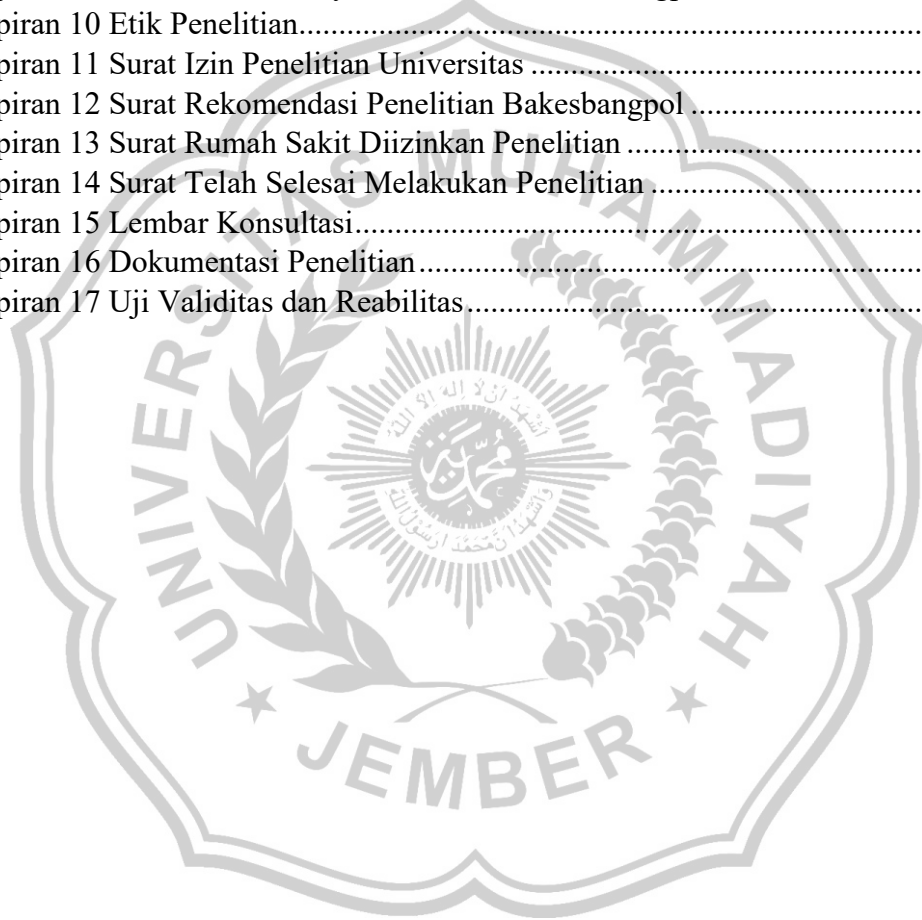 piran 10 Etik Penelitian
piran 11 Surat Izin Penelitian Universitas
piran 12 Surat Rekomendasi Penelitian Bakesbangpol
piran 13 Surat Rumah Sakit Diizinkan Penelitian
piran 14 Surat Telah Selesai Melakukan Penelitian
piran 15 Lembar Konsultasi
piran 16 Dokumentasi Penelitian
piran 17 Uji Validitas dan Reabilitas
UNIVERSITAS MUHAMMADIYAH
JEMBER